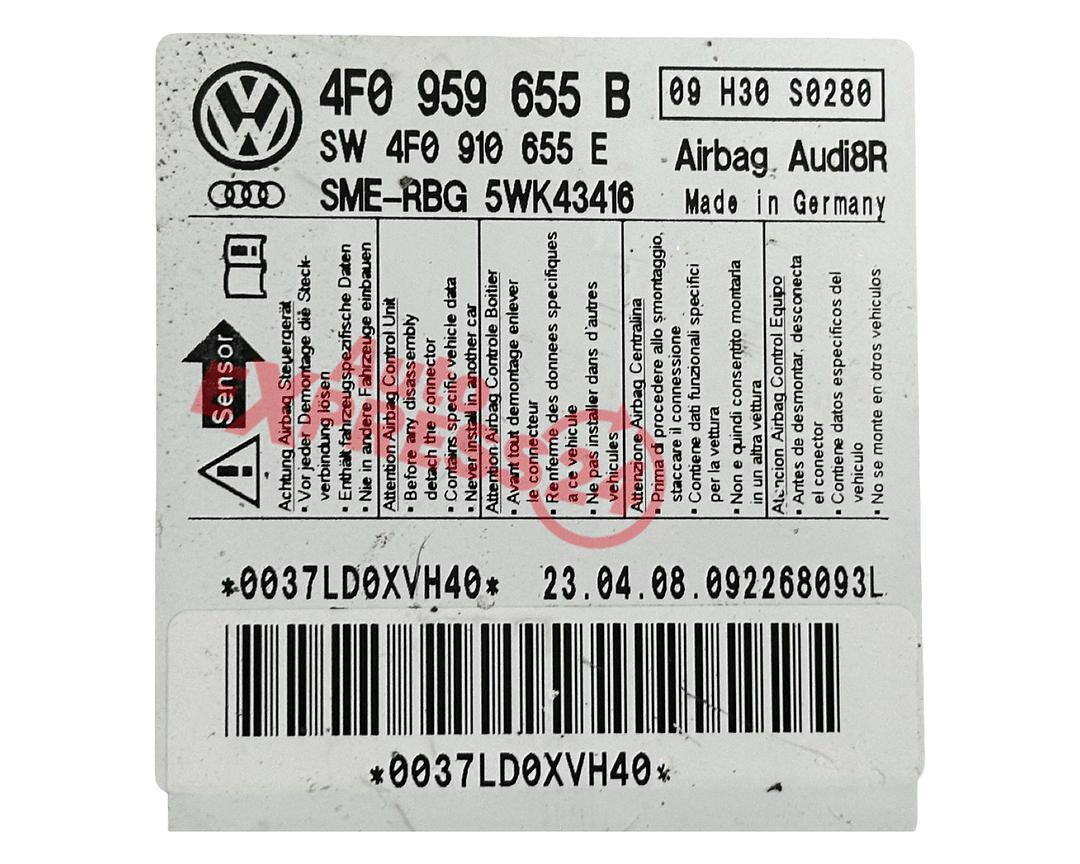 4F0 959 655 B
09 H30 S0280
SW 4F0 910 655 E
Airbag Audi8R
SME-RBG 5WK43416
Made in Germany
Sensor
Achtung Airbag Steuergerät
• Vor jeder Demontage die Steck-
verbindung lösen
• Enthält fahrzeugspezifische Daten
• Nie in andere Fahrzeuge einbauen
Attention Airbag Control Unit
• Before any disassembly
detach the connector
• Contains specific vehicle data
• Never install in another car
Attention Airbag Controle Boitier
• Avant tout demontage enlever
le connecteur
• Renferme des donnees specifiques
a ce vehicule
• Ne pas installer dans d'autres
vehicules
Attenzione Airbag Centralina
• Prima di procedere allo smontaggio,
staccare il connessione
• Contiene dati funzionali specifici
per la vettura
• Non e quindi consentito montarla
in un altra vettura
Atencion Airbag Control Equipo
• Antes de desmontar, desconecta
el conector
• Contiene datos especificos del
vehiculo
• No se monte en otros vehiculos
Auto
XPRESS21
*0037LD0XVH40*
23.04.08.092268093L
*0037LD0XVH40*